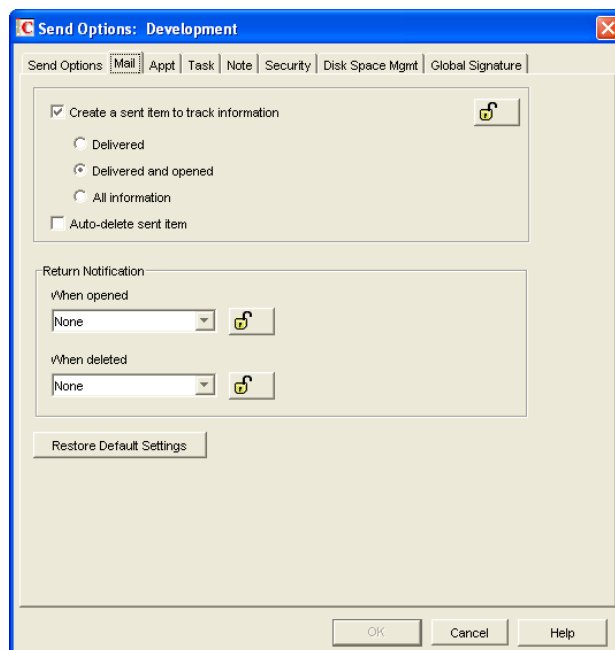 Send Options: Development
Send Options Mail Appt Task Note Security Disk Space Mgmt Global Signature
Create a sent item to track information
Delivered
Delivered and opened
All information
Auto-delete sent item
Return Notification
When opened
None
When deleted
None
Restore Default Settings
OK Cancel Help